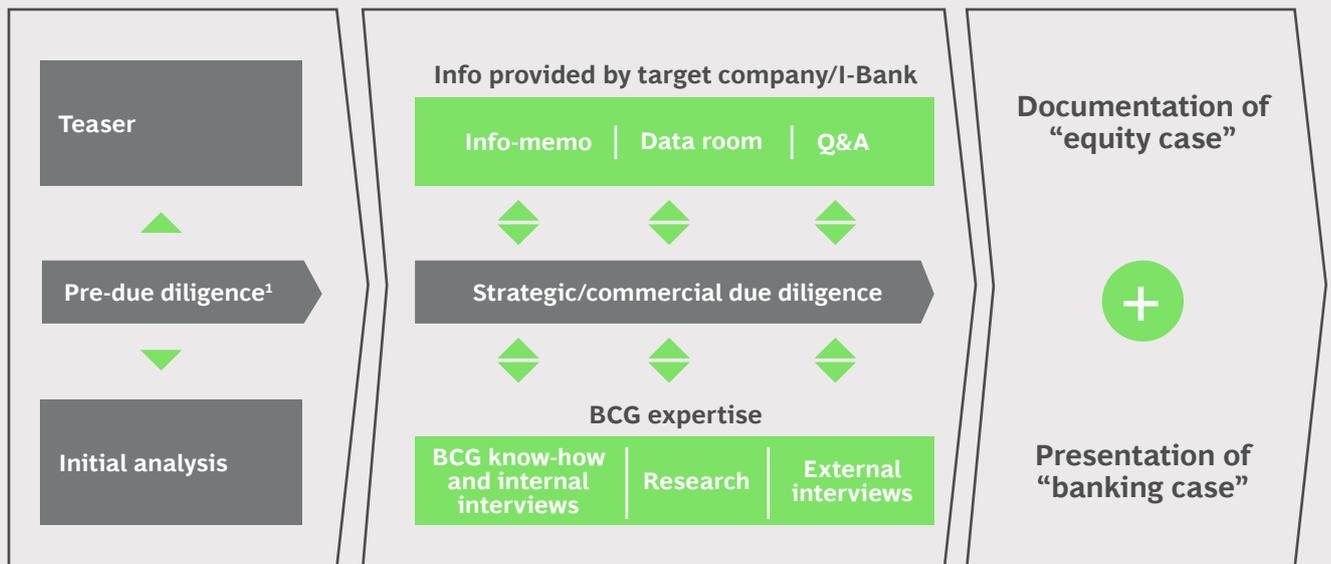 Teaser
Pre-due diligence¹
Initial analysis
Info provided by target company/I-Bank
Info-memo | Data room | Q&A
Strategic/commercial due diligence
BCG expertise
BCG know-how
and internal
interviews
Research
External
interviews
Documentation of
“equity case”
+
Presentation of
“banking case”